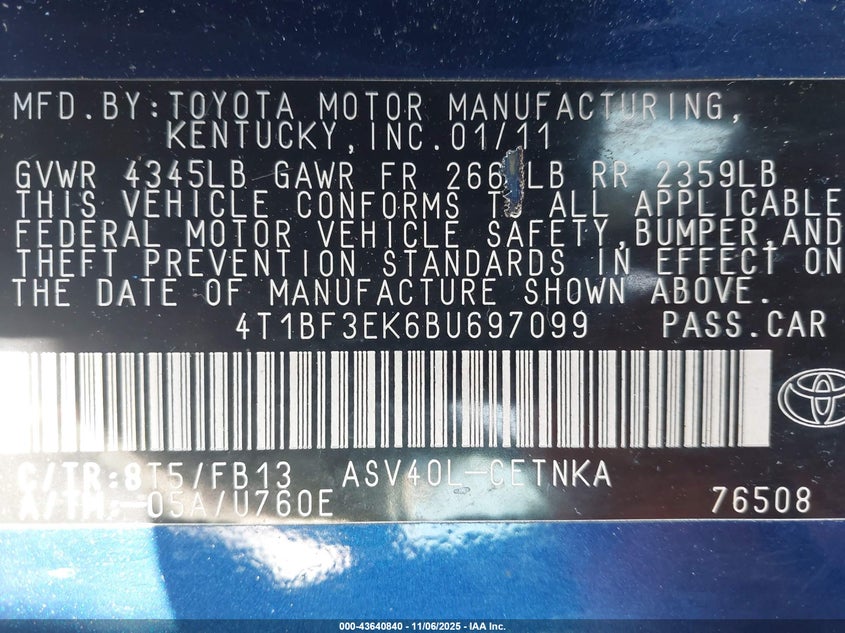 MFD.BY:TOYOTA MOTOR MANUFACTURING,
KENTUCKY,INC.01/11
GVWR 4345LB GAWR FR RR 2359LB
THIS VEHICLE CONFORMS ALL APPLICABLE
FEDERAL MOTOR VEHICLE SAFETY,BUMPER,AND
THEFT PREVENTION STANDARDS IN EFFECT ON
THE DATE OF MANUFACTURE SHOWN ABOVE.
4T1BF3EK6BU697099 PASS.CAR
C/TR:8T5/FB13 ASV40L-CETNKA
A/TM:-05A/U760E 76508
000-43640840 - 11/06/2025 - IAA Inc.